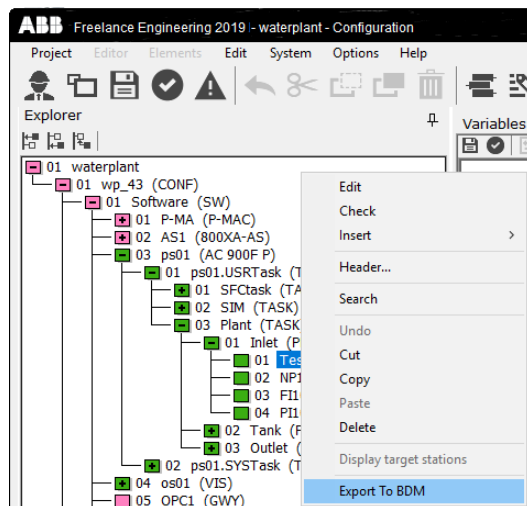 ABB Freelance Engineering 2019 - waterplant - Configuration
Project Editor Elements Edit System Options Help
Explorer
Variables
01 waterplant
01 wp_43 (CONF)
01 Software (SW)
01 P-MA (P-MAC)
02 AS1 (800XA-AS)
03 ps01 (AC 900F P)
01 ps01.USRTask (T
01 SFCtask (TA
02 SIM (TASK)
03 Plant (TASK
01 Inlet (P
01 Tes
02 NP1
03 FI1
04 PI1
02 Tank (F
03 Outlet (
02 ps01.SYSTask (T
04 os01 (VIS)
05 OPC1 (GWY)
Edit
Check
Insert
Header...
Search
Undo
Cut
Copy
Paste
Delete
Display target stations
Export To BDM